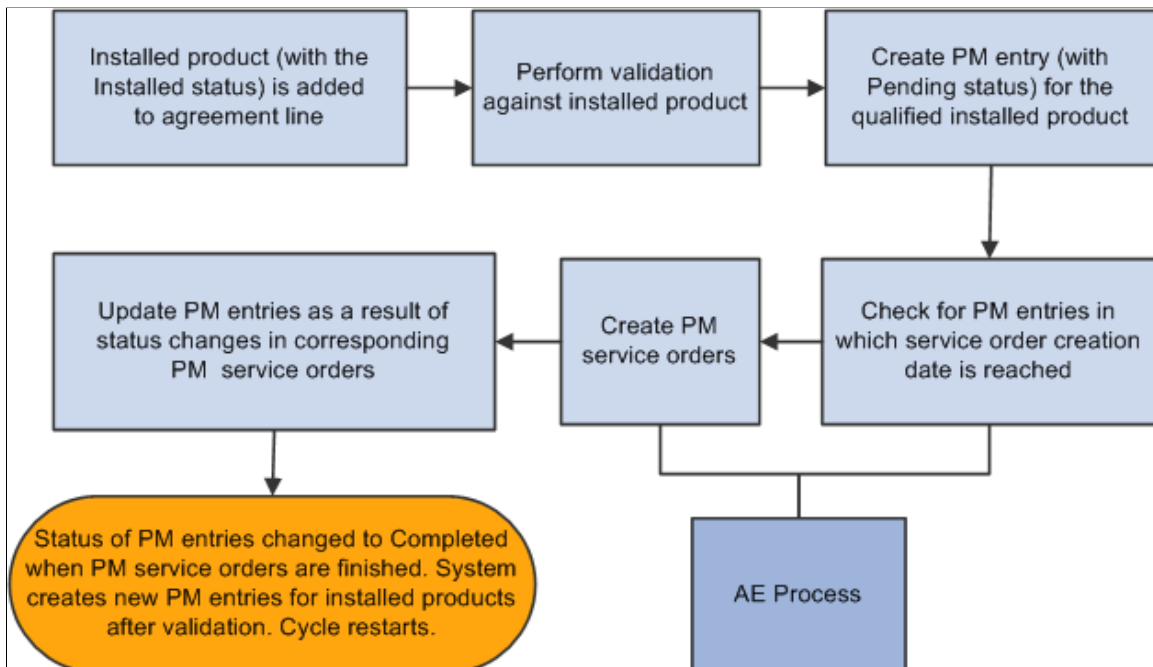 Installed product (with the
Installed status) is added
to agreement line
Perform validation
against installed product
Create PM entry (with
Pending status) for the
qualified installed product
Update PM entries as a result of
status changes in corresponding
PM service orders
Create PM
service orders
Check for PM entries in
which service order creation
date is reached
Status of PM entries changed to Completed
when PM service orders are finished. System
creates new PM entries for installed products
after validation. Cycle restarts.
AE Process